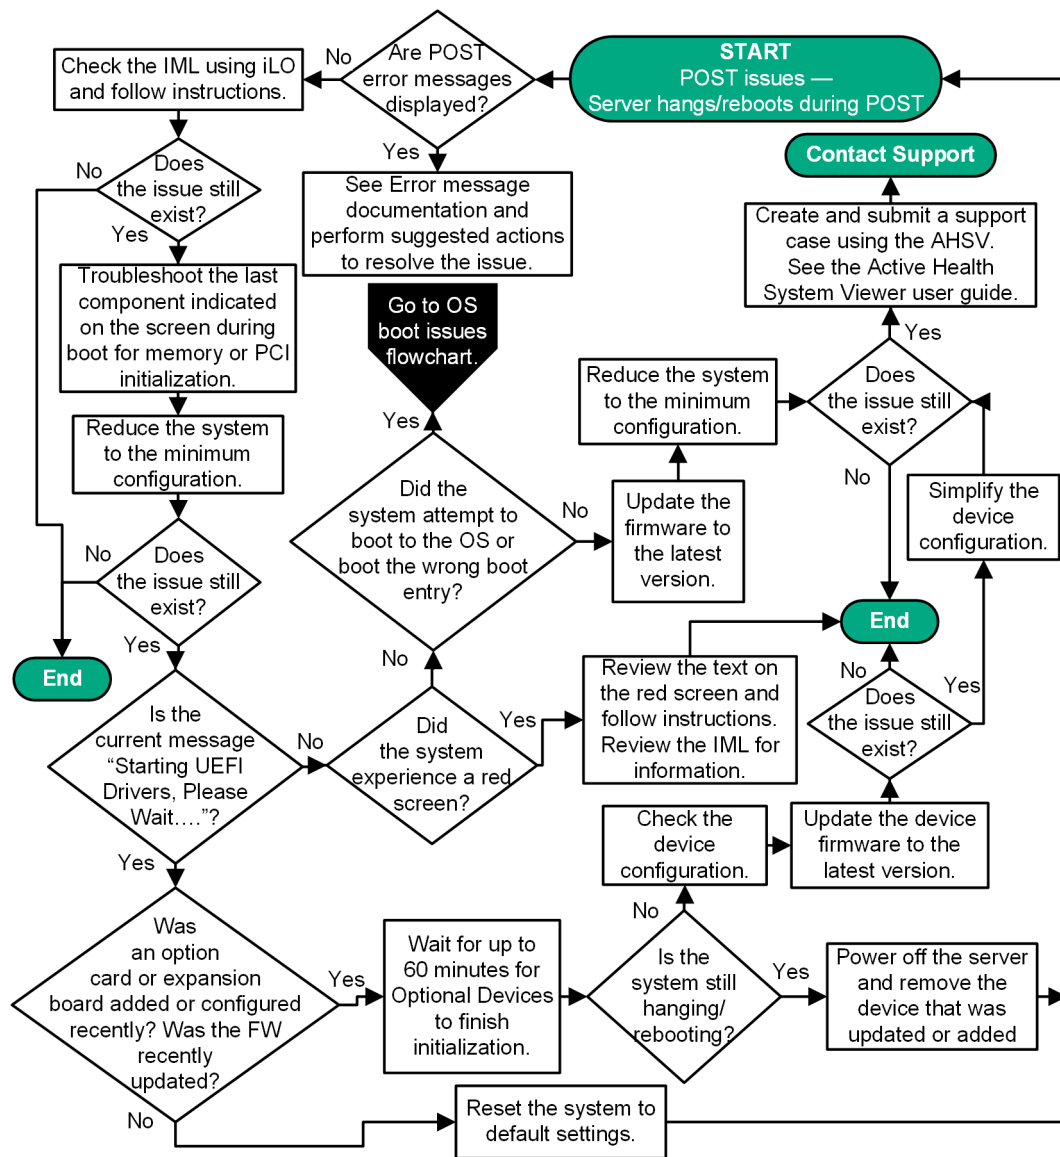 START
POST issues —
Server hangs/reboots during POST
Are POST
error messages
displayed?
No
Check the IML using iLO
and follow instructions.
Yes
See Error message
documentation and
perform suggested actions
to resolve the issue.
Does
the issue still
exist?
No
Yes
Troubleshoot the last
component indicated
on the screen during
boot for memory or PCI
initialization.
Reduce the system
to the minimum
configuration.
Does
the issue still
exist?
No
End
Yes
Is the
current message
“Starting UEFI
Drivers, Please
Wait....”?
No
Did
the system
experience a red
screen?
Yes
Review the text on
the red screen and
follow instructions.
Review the IML for
information.
No
Did the
system attempt to
boot to the OS or
boot the wrong boot
entry?
Yes
Go to OS
boot issues
flowchart.
No
Update the
firmware to
the latest
version.
Reduce the system
to the minimum
configuration.
Does
the issue still
exist?
Yes
Create and submit a support
case using the AHSV.
See the Active Health
System Viewer user guide.
Contact Support
No
End
Yes
Was
an option
card or expansion
board added or configured
recently? Was the FW
recently
updated?
Yes
Wait for up to
60 minutes for
Optional Devices
to finish
initialization.
Is the
system still
hanging/
rebooting?
Yes
Power off the server
and remove the
device that was
updated or added
No
Check the
device
configuration.
Update the device
firmware to the
latest version.
Does
the issue still
exist?
No
Yes
Simplify the
device
configuration.
No
Reset the system to
default settings.